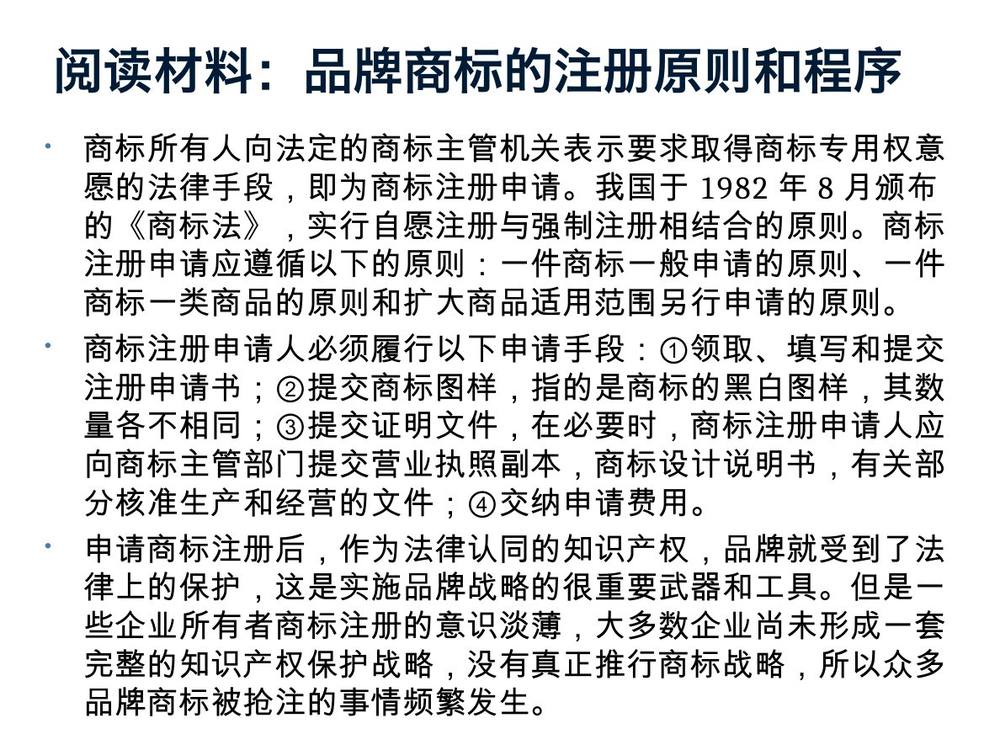 阅读材料：品牌商标的注册原则和程序
• 商标所有人向法定的商标主管机关表示要求取得商标专用权意
愿的法律手段，即为商标注册申请。我国于 1982 年 8 月颁布
的《商标法》，实行自愿注册与强制注册相结合的原则。商标
注册申请应遵循以下的原则：一件商标一般申请的原则、一件
商标一类商品的原则和扩大商品适用范围另行申请的原则。
• 商标注册申请人必须履行以下申请手段：①领取、填写和提交
注册申请书；②提交商标图样，指的是商标的黑白图样，其数
量各不相同；③提交证明文件，在必要时，商标注册申请人应
向商标主管部门提交营业执照副本，商标设计说明书，有关部
分核准生产和经营的文件；④交纳申请费用。
• 申请商标注册后，作为法律认同的知识产权，品牌就受到了法
律上的保护，这是实施品牌战略的很重要武器和工具。但是一
些企业所有者商标注册的意识淡薄，大多数企业尚未形成一套
完整的知识产权保护战略，没有真正推行商标战略，所以众多
品牌商标被抢注的事情频繁发生。